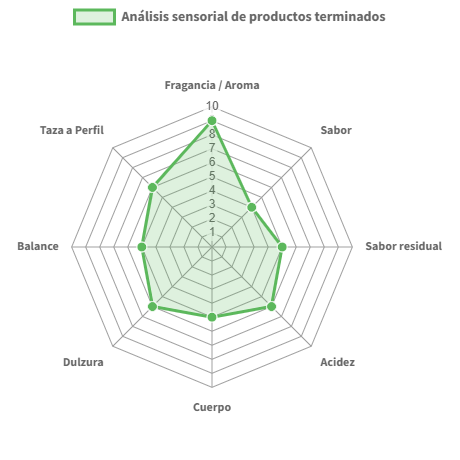 Análisis sensorial de productos terminados
Fragancia / Aroma
10
Taza a Perfil
Sabor
8
7
6
5
4
3
2
1
Balance
Sabor residual
Dulzura
Acidez
Cuerpo